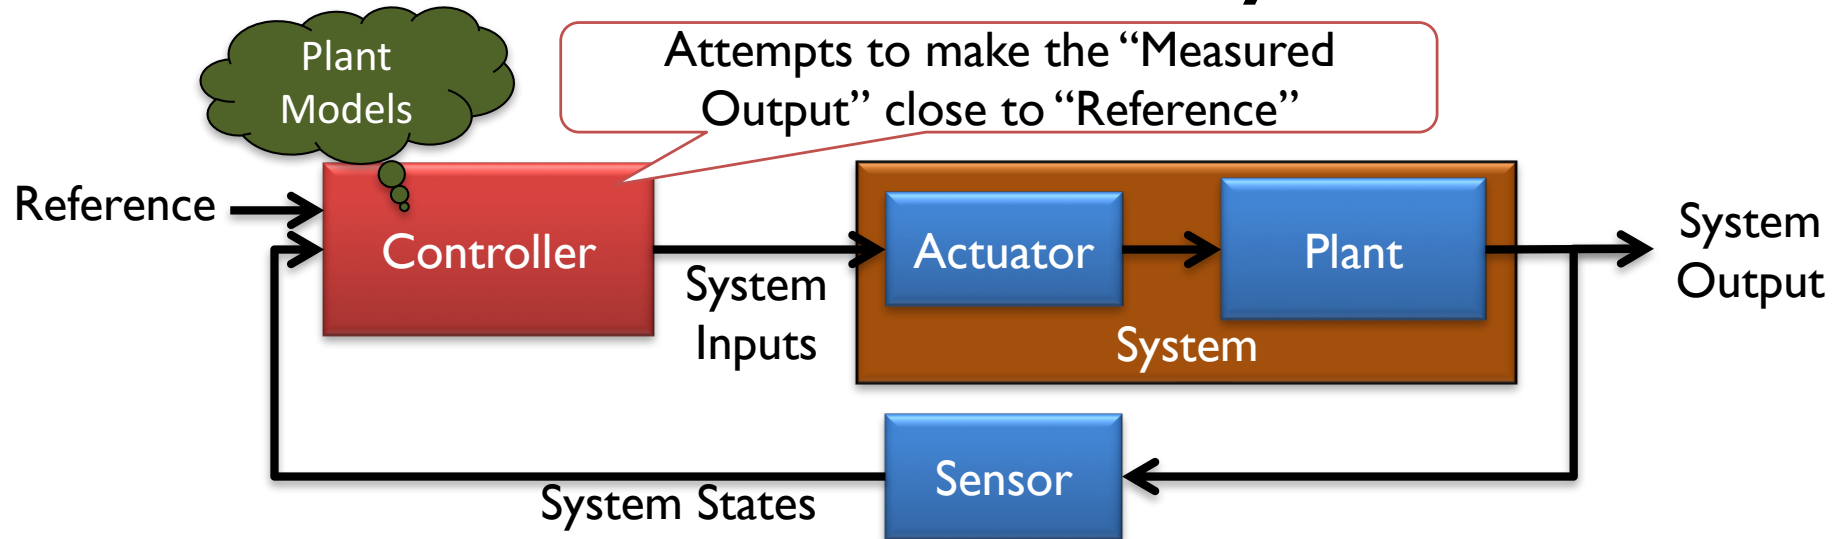 Plant
Models
Attempts to make the “Measured
Output” close to “Reference”
Reference
Controller
System
Inputs
Actuator
Plant
System
System
Output
Sensor
System States